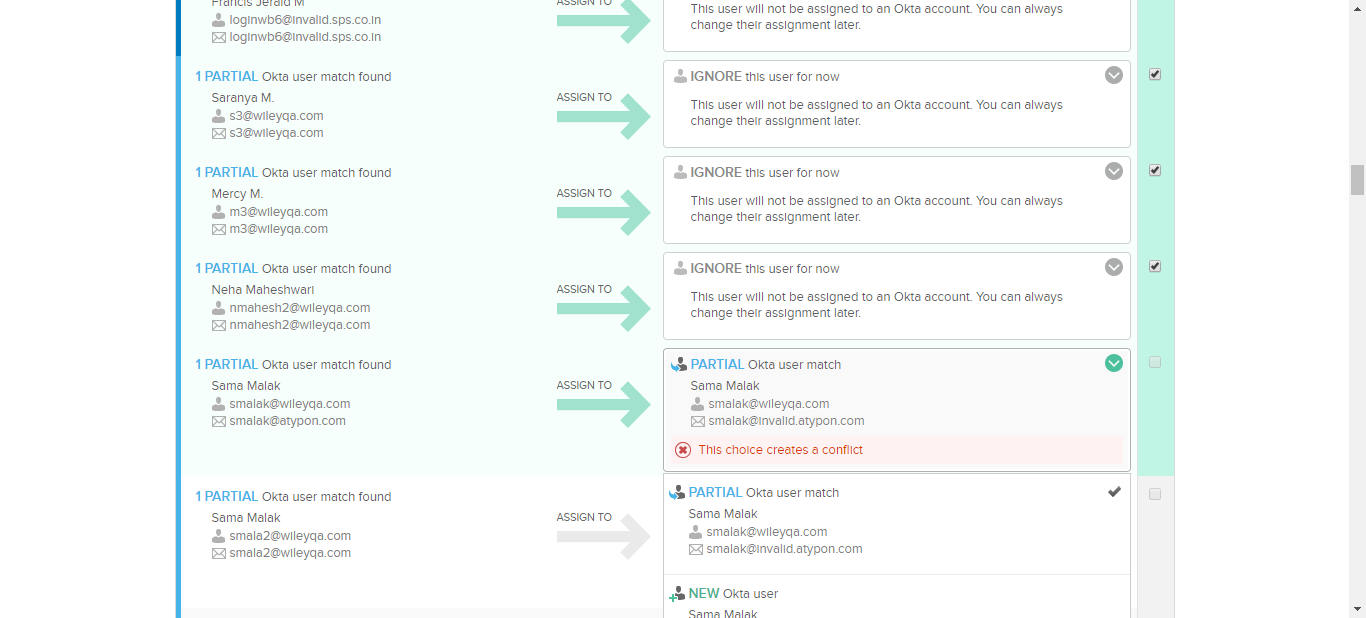 Francis Jerald M
loginwb6@invalid.sps.co.in
loginwb6@invalid.sps.co.in
ASSIGN TO
This user will not be assigned to an Okta account. You can always
change their assignment later.
1 PARTIAL Okta user match found
Saranya M.
s3@wileyqa.com
s3@wileyqa.com
ASSIGN TO
IGNORE this user for now
This user will not be assigned to an Okta account. You can always
change their assignment later.
1 PARTIAL Okta user match found
Mercy M.
m3@wileyqa.com
m3@wileyqa.com
ASSIGN TO
IGNORE this user for now
This user will not be assigned to an Okta account. You can always
change their assignment later.
1 PARTIAL Okta user match found
Neha Maheshwari
nmahesh2@wileyqa.com
nmahesh2@wileyqa.com
ASSIGN TO
IGNORE this user for now
This user will not be assigned to an Okta account. You can always
change their assignment later.
1 PARTIAL Okta user match found
Sama Malak
smalak@wileyqa.com
smalak@atypon.com
ASSIGN TO
PARTIAL Okta user match
Sama Malak
smalak@wileyqa.com
smalak@invalid.atypon.com
This choice creates a conflict
1 PARTIAL Okta user match found
Sama Malak
smala2@wileyqa.com
smala2@wileyqa.com
ASSIGN TO
PARTIAL Okta user match
Sama Malak
smalak@wileyqa.com
smalak@invalid.atypon.com
NEW Okta user
Sama Malak